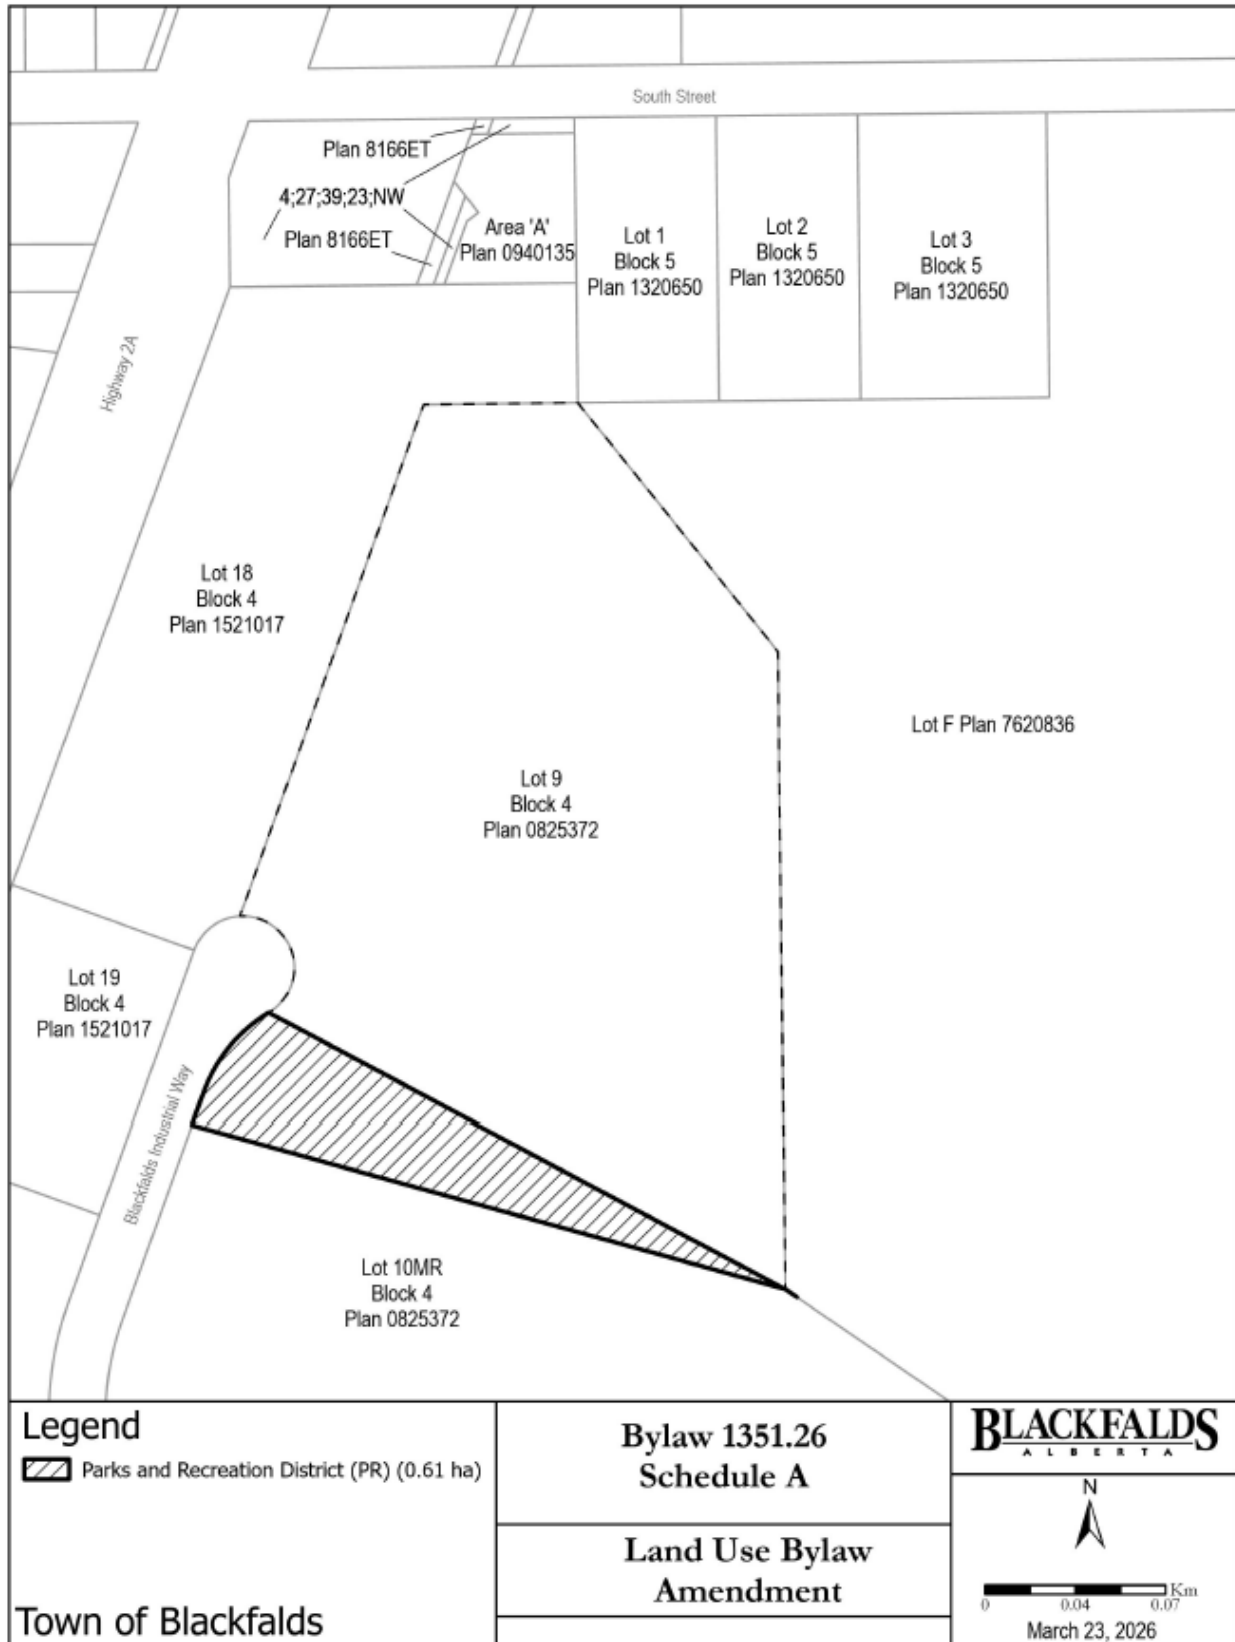 South Street
Plan 8166ET
4;27;39;23;NW
Plan 8166ET
Area 'A'
Plan 0940135
Lot 1
Block 5
Plan 1320650
Lot 2
Block 5
Plan 1320650
Lot 3
Block 5
Plan 1320650
Highway 2A
Lot 18
Block 4
Plan 1521017
Lot F Plan 7620836
Lot 9
Block 4
Plan 0825372
Lot 19
Block 4
Plan 1521017
Blackfalds Industrial Way
Lot 10MR
Block 4
Plan 0825372
Legend
Parks and Recreation District (PR) (0.61 ha)
Town of Blackfalds
Bylaw 1351.26
Schedule A
Land Use Bylaw
Amendment
BLACKFALDS
ALBERTA
N
Km
0 0.04 0.07
March 23, 2026